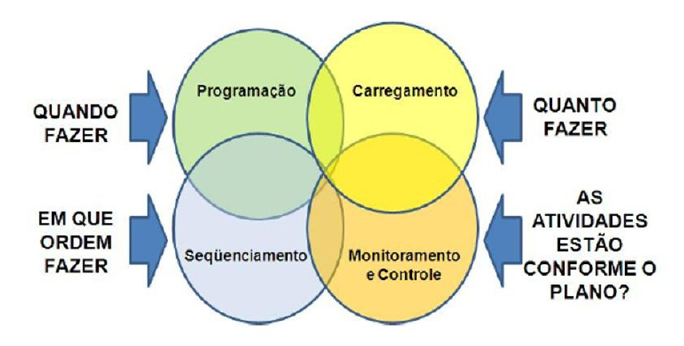 Programação
Carregamento
QUANDO
FAZER
QUANTO
FAZER
EM QUE
ORDEM
FAZER
Seqüenciamento
Monitoramento
e Controle
AS
ATIVIDADES
ESTÃO
CONFORME O
PLANO?